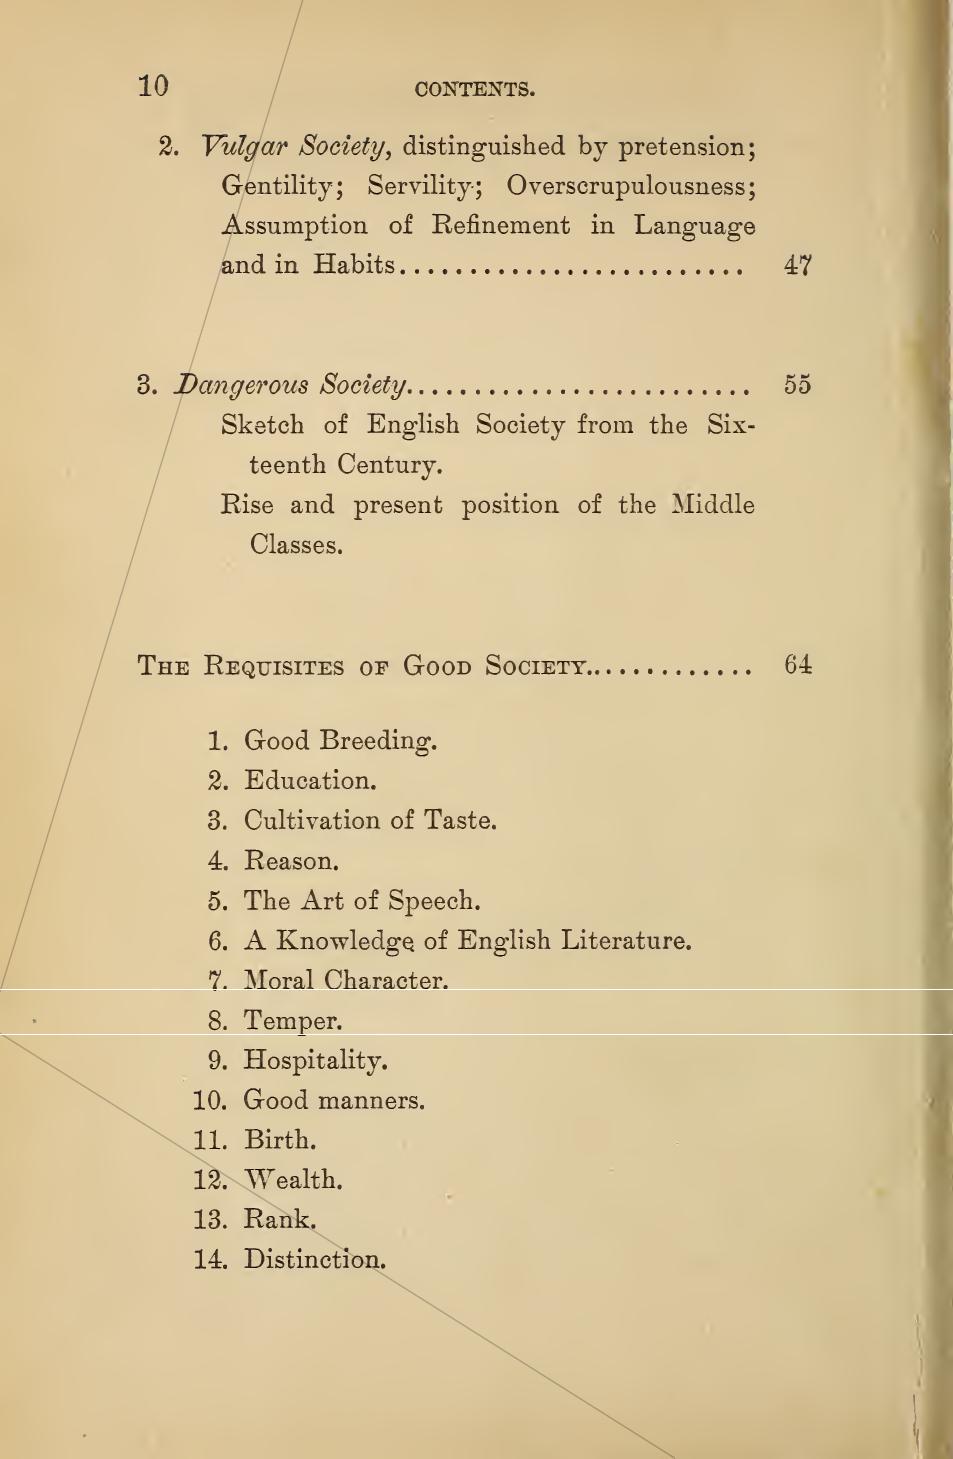 10 CONTENTS.
2. Vulgar Society, distinguished by pretension;
Gentility; Servility; Overscrupulousness;
Assumption of Refinement in Language
and in Habits......................... 47
3. Dangerous Society......................... 55
Sketch of English Society from the Six-
teenth Century.
Rise and present position of the Middle
Classes.
THE REQUISITES OF GOOD SOCIETY............. 64
1. Good Breeding.
2. Education.
3. Cultivation of Taste.
4. Reason.
5. The Art of Speech.
6. A Knowledge of English Literature.
7. Moral Character.
8. Temper.
9. Hospitality.
10. Good manners.
11. Birth.
12. Wealth.
13. Rank.
14. Distinction.